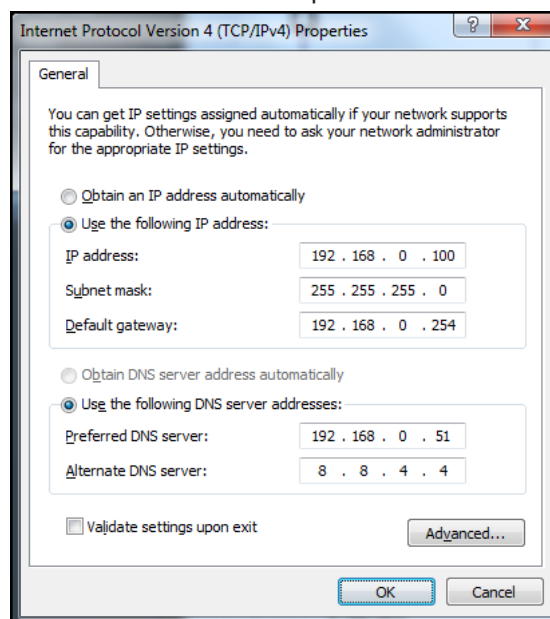 Internet Protocol Version 4 (TCP/IPv4) Properties
General
You can get IP settings assigned automatically if your network supports
this capability. Otherwise, you need to ask your network administrator
for the appropriate IP settings.
Obtain an IP address automatically
Use the following IP address:
IP address: 192 . 168 . 0 . 100
Subnet mask: 255 . 255 . 255 . 0
Default gateway: 192 . 168 . 0 . 254
Obtain DNS server address automatically
Use the following DNS server addresses:
Preferred DNS server: 192 . 168 . 0 . 51
Alternate DNS server: 8 . 8 . 4 . 4
Validate settings upon exit
Advanced...
OK Cancel